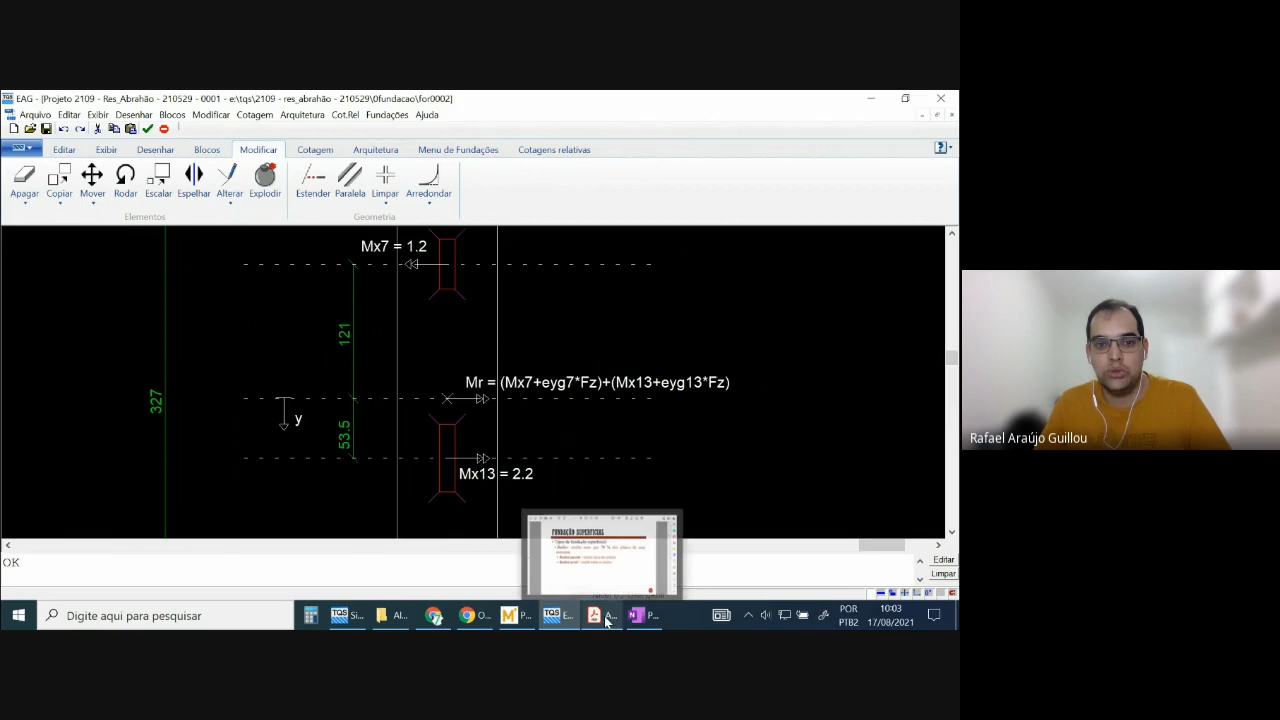 EAG - [Projeto 2109 - Res_Abrahão - 210529 - 0001 - e:\tqs\2109 - res_abrahão - 210529\0fundacao\for0002]
Arquivo Editar Exibir Desenhar Blocos Modificar Cotagem Arquitetura Cot.Rel Fundações Ajuda
Editar Exibir Desenhar Blocos Modificar Cotagem Arquitetura Menu de Fundações Cotagens relativas
Apagar Copiar Mover Rodar Escalar Espelhar Alterar Explodir Estender Paralela Limpar Arredondar
Elementos Geometria
Mx7 = 1.2
121
Mr = (Mx7+eyg7*Fz)+(Mx13+eyg13*Fz)
327
y
53.5
Mx13 = 2.2
Rafael Araújo Guillou
FUNDAÇÃO SUPERFICIAL
OK
Editar
Limpar
Digite aqui para pesquisar
TQS Si... Al... O... P... TQS E... A... P...
POR
PTB2
10:03
17/08/2021